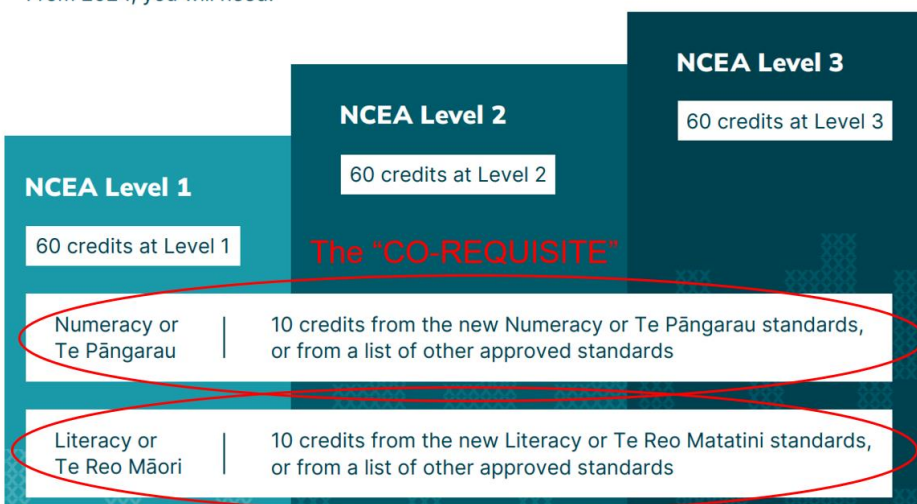 NCEA Level 3
60 credits at Level 3
NCEA Level 2
60 credits at Level 2
NCEA Level 1
60 credits at Level 1
The "CO-REQUISITE"
Numeracy or
Te Pāngarau
10 credits from the new Numeracy or Te Pāngarau standards,
or from a list of other approved standards
Literacy or
Te Reo Māori
10 credits from the new Literacy or Te Reo Matatini standards,
or from a list of other approved standards